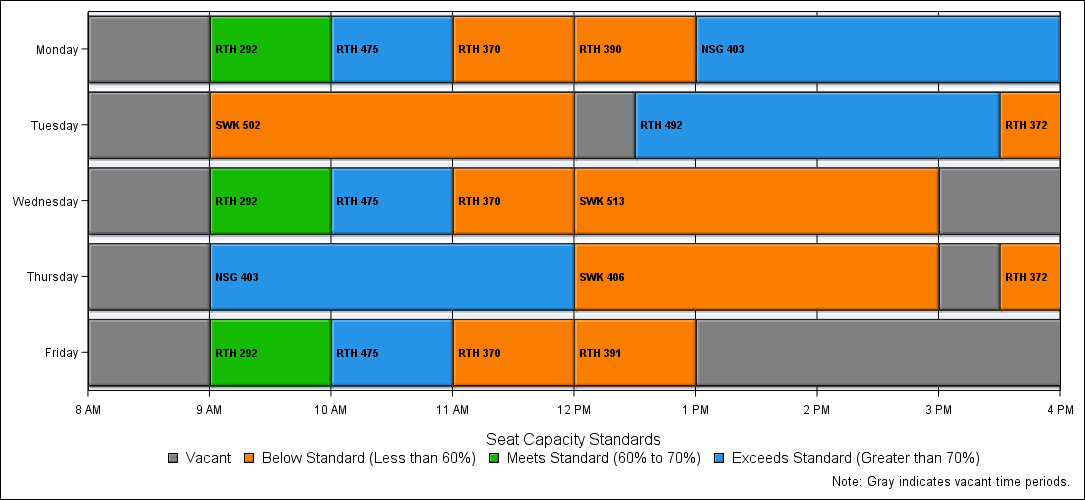 Monday RTH 292 RTH 475 RTH 370 RTH 390 NSG 403
Tuesday SWK 502 RTH 492 RTH 372
Wednesday RTH 292 RTH 475 RTH 370 SWK 513
Thursday NSG 403 SWK 406 RTH 372
Friday RTH 292 RTH 475 RTH 370 RTH 391
8 AM 9 AM 10 AM 11 AM 12 PM 1 PM 2 PM 3 PM 4 PM
Seat Capacity Standards
Vacant Below Standard (Less than 60%) Meets Standard (60% to 70%) Exceeds Standard (Greater than 70%)
Note: Gray indicates vacant time periods.